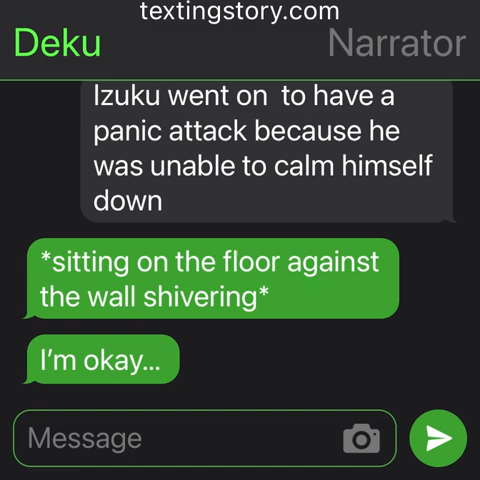 textingstory.com
Deku Narrator
Izuku went on  to have a
panic attack because he
was unable to calm himself
down
*sitting on the floor against
the wall shivering*
I'm okay...
Message